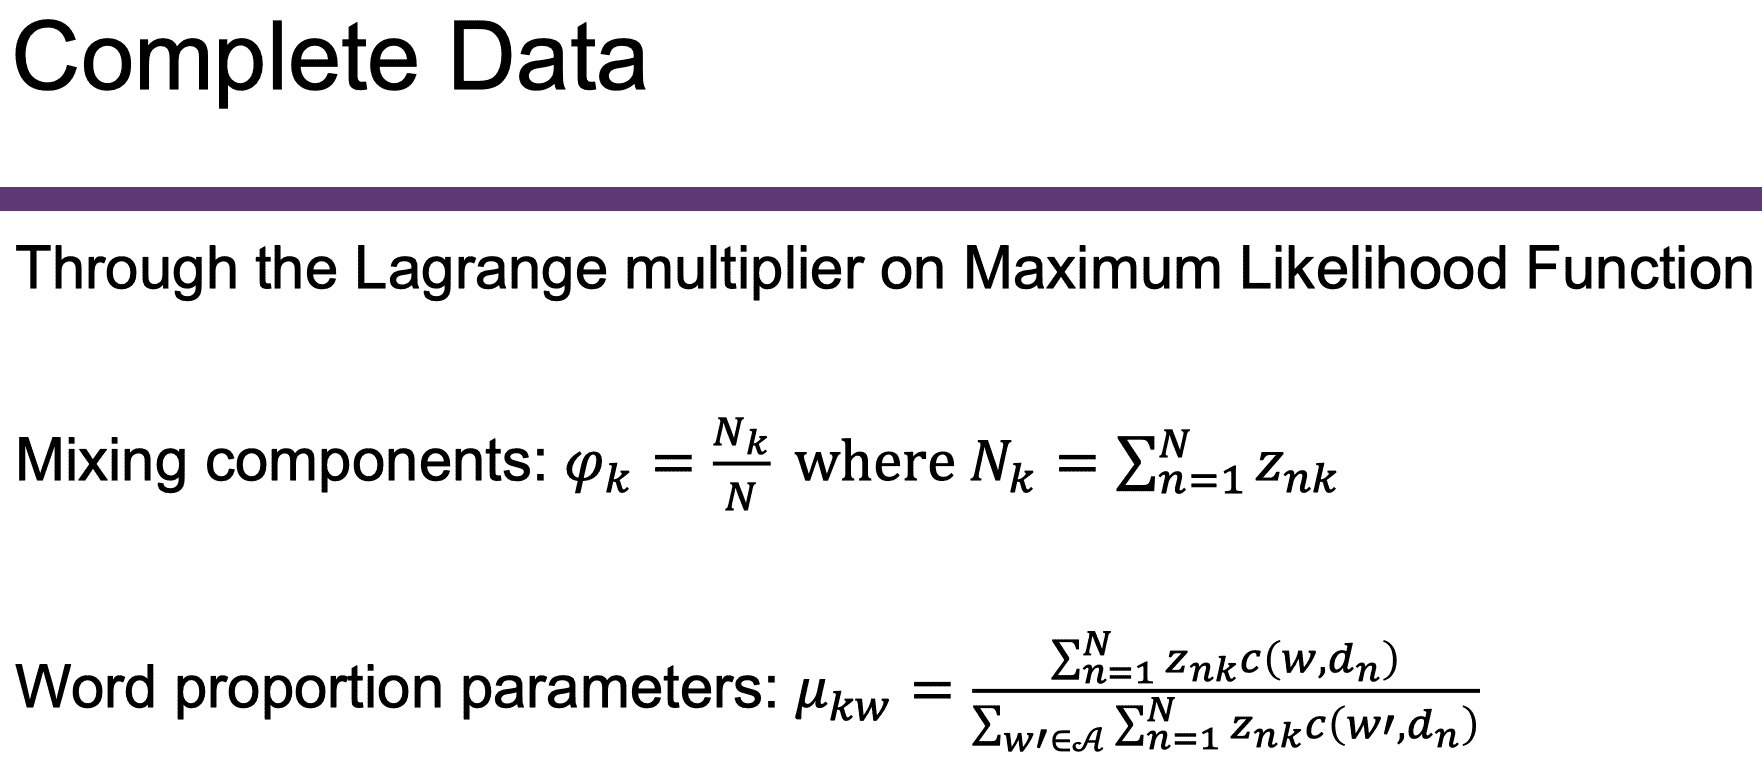 Complete Data
Through the Lagrange multiplier on Maximum Likelihood Function
Mixing components: $\varphi_k = \frac{N_k}{N}$ where $N_k = \sum_{n=1}^{N} z_{nk}$
Word proportion parameters: $\mu_{kw} = \frac{\sum_{n=1}^{N} z_{nk} c(w,d_n)}{\sum_{w' \in \mathcal{A}} \sum_{n=1}^{N} z_{nk} c(w',d_n)}$